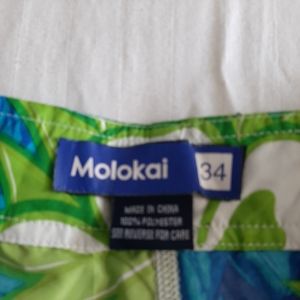 Molokai 34
MADE IN CHINA
100% POLYESTER
SEE REVERSE FOR CARE